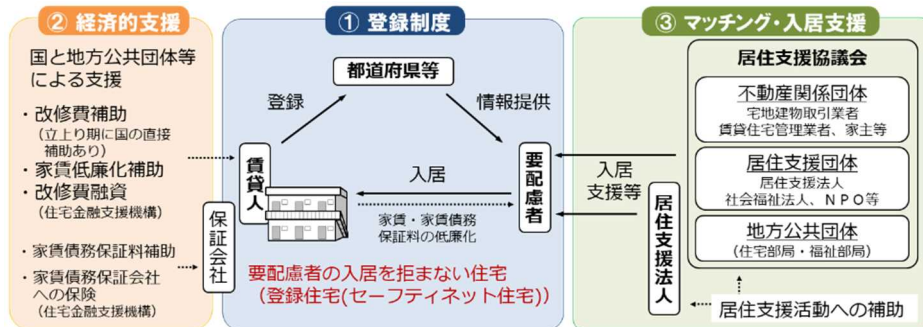 ② 経済的支援
国と地方公共団体等
による支援
・改修費補助
(立上り期に国の直接
補助あり)
・家賃低廉化補助
・改修費融資
(住宅金融支援機構)
・家賃債務保証料補助
・家賃債務保証会社
への保険
(住宅金融支援機構)
① 登録制度
都道府県等
登録
情報提供
賃貸人
保証会社
入居
家賃・家賃債務
保証料の低廉化
要配慮者
要配慮者の入居を拒まない住宅
(登録住宅(セーフティネット住宅))
③ マッチング・入居支援
居住支援協議会
不動産関係団体
宅地建物取引業者
賃貸住宅管理業者、家主等
居住支援団体
居住支援法人
社会福祉法人、NPO等
地方公共団体
(住宅部局・福祉部局)
入居
支援等
居住支援法人
居住支援活動への補助